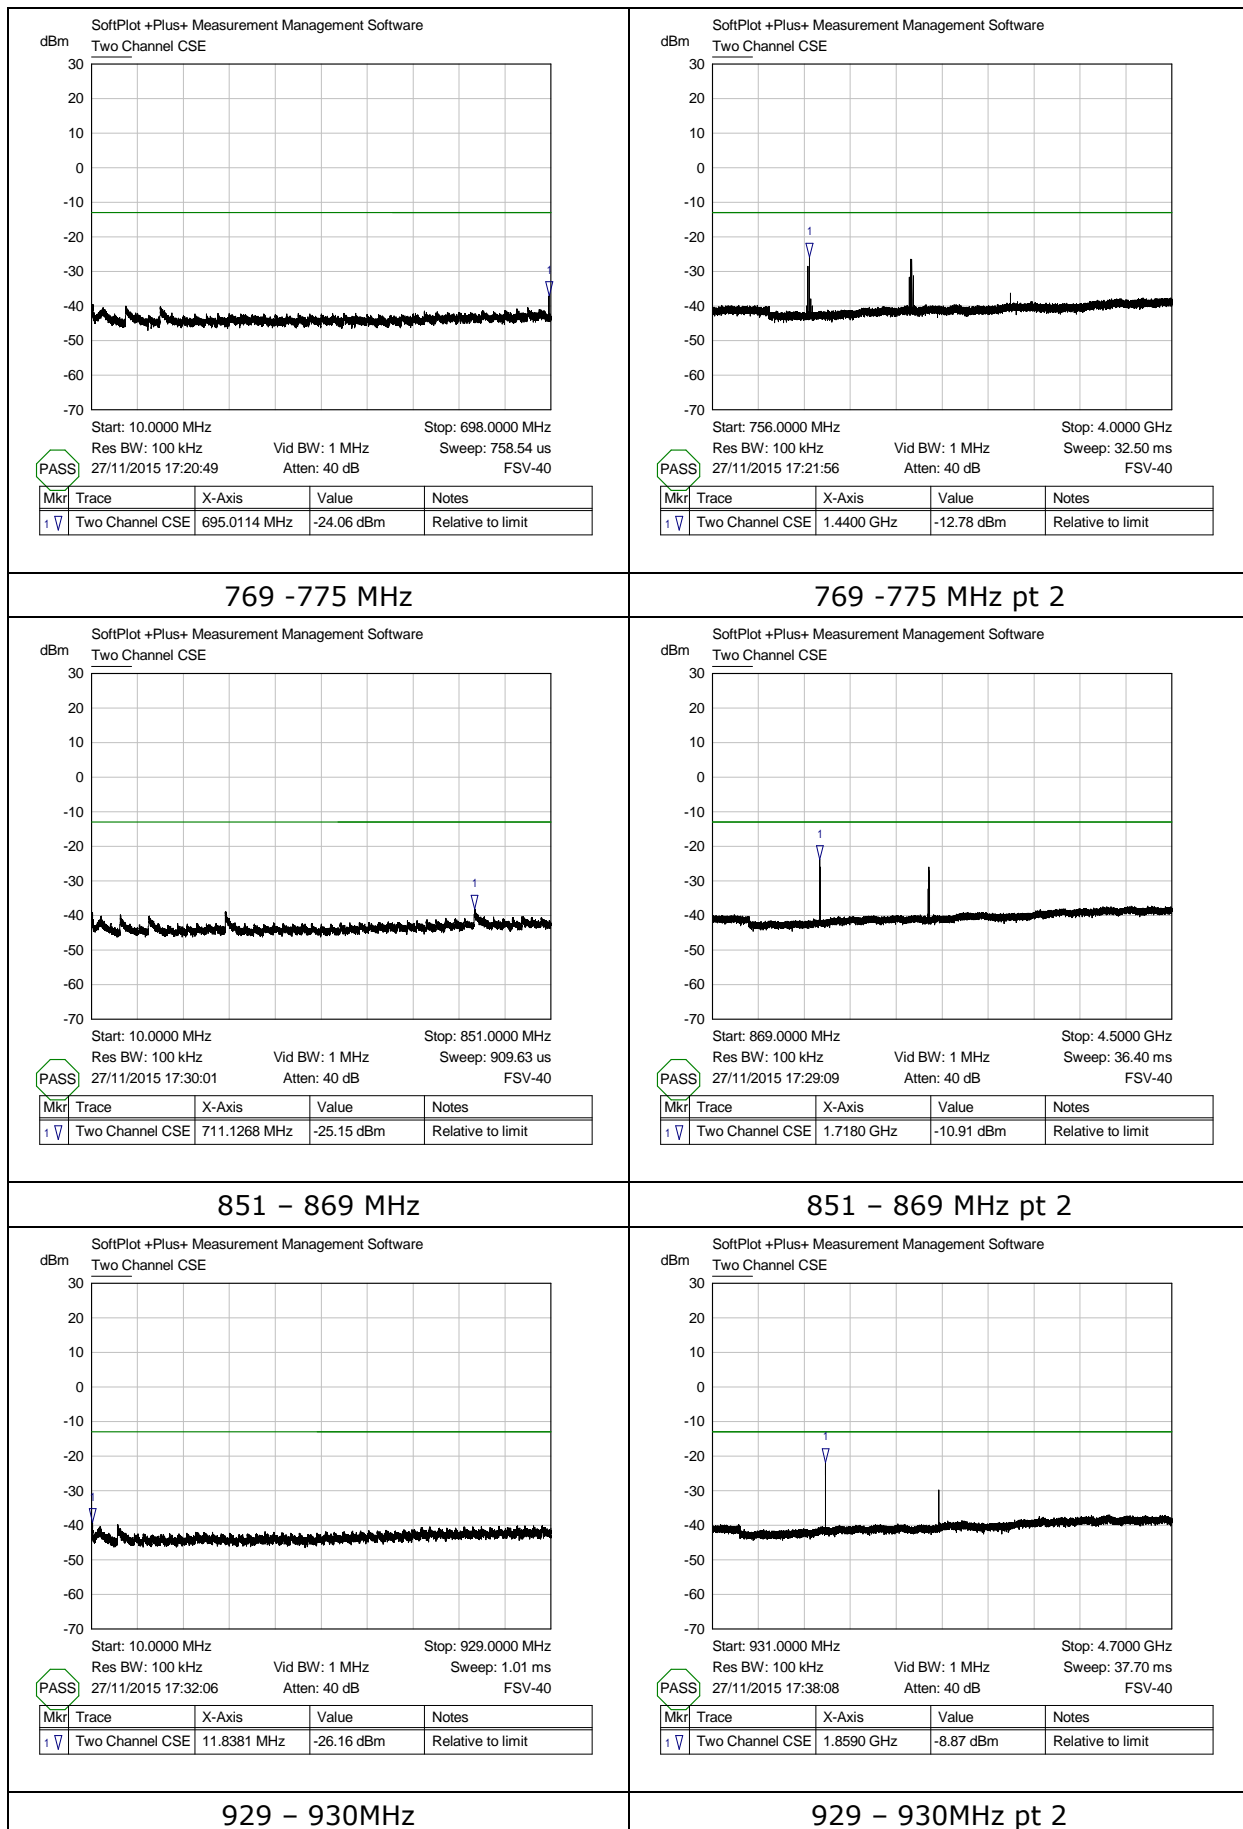 SoftPlot +Plus+ Measurement Management Software
dBm Two Channel CSE
30
20
10
0
-10
-20
-30
-40
-50
-60
-70
1
Start: 10.0000 MHz Stop: 698.0000 MHz
Res BW: 100 kHz Vid BW: 1 MHz Sweep: 758.54 us
PASS 27/11/2015 17:20:49 Atten: 40 dB FSV-40
Mkr Trace X-Axis Value Notes
1 Two Channel CSE 695.0114 MHz -24.06 dBm Relative to limit
SoftPlot +Plus+ Measurement Management Software
dBm Two Channel CSE
30
20
10
0
-10
-20
-30
-40
-50
-60
-70
1
Start: 756.0000 MHz Stop: 4.0000 GHz
Res BW: 100 kHz Vid BW: 1 MHz Sweep: 32.50 ms
PASS 27/11/2015 17:21:56 Atten: 40 dB FSV-40
Mkr Trace X-Axis Value Notes
1 Two Channel CSE 1.4400 GHz -12.78 dBm Relative to limit
769 -775 MHz
769 -775 MHz pt 2
SoftPlot +Plus+ Measurement Management Software
dBm Two Channel CSE
30
20
10
0
-10
-20
-30
-40
-50
-60
-70
1
Start: 10.0000 MHz Stop: 851.0000 MHz
Res BW: 100 kHz Vid BW: 1 MHz Sweep: 909.63 us
PASS 27/11/2015 17:30:01 Atten: 40 dB FSV-40
Mkr Trace X-Axis Value Notes
1 Two Channel CSE 711.1268 MHz -25.15 dBm Relative to limit
SoftPlot +Plus+ Measurement Management Software
dBm Two Channel CSE
30
20
10
0
-10
-20
-30
-40
-50
-60
-70
1
Start: 869.0000 MHz Stop: 4.5000 GHz
Res BW: 100 kHz Vid BW: 1 MHz Sweep: 36.40 ms
PASS 27/11/2015 17:29:09 Atten: 40 dB FSV-40
Mkr Trace X-Axis Value Notes
1 Two Channel CSE 1.7180 GHz -10.91 dBm Relative to limit
851 – 869 MHz
851 – 869 MHz pt 2
SoftPlot +Plus+ Measurement Management Software
dBm Two Channel CSE
30
20
10
0
-10
-20
-30
-40
-50
-60
-70
1
Start: 10.0000 MHz Stop: 929.0000 MHz
Res BW: 100 kHz Vid BW: 1 MHz Sweep: 1.01 ms
PASS 27/11/2015 17:32:06 Atten: 40 dB FSV-40
Mkr Trace X-Axis Value Notes
1 Two Channel CSE 11.8381 MHz -26.16 dBm Relative to limit
SoftPlot +Plus+ Measurement Management Software
dBm Two Channel CSE
30
20
10
0
-10
-20
-30
-40
-50
-60
-70
1
Start: 931.0000 MHz Stop: 4.7000 GHz
Res BW: 100 kHz Vid BW: 1 MHz Sweep: 37.70 ms
PASS 27/11/2015 17:38:08 Atten: 40 dB FSV-40
Mkr Trace X-Axis Value Notes
1 Two Channel CSE 1.8590 GHz -8.87 dBm Relative to limit
929 – 930MHz
929 – 930MHz pt 2